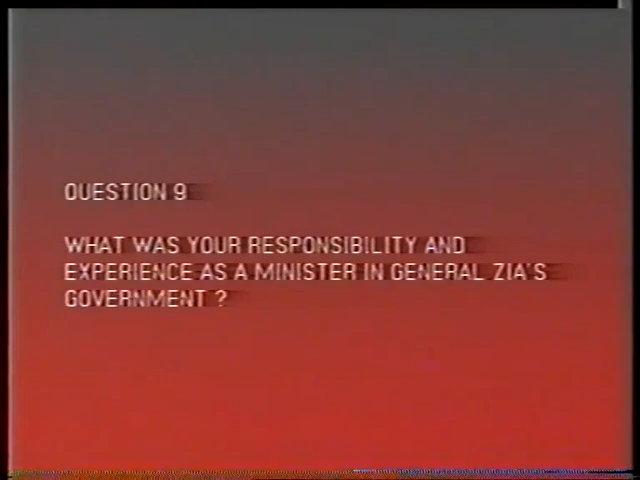 QUESTION 9
WHAT WAS YOUR RESPONSIBILITY AND
EXPERIENCE AS A MINISTER IN GENERAL ZIA'S
GOVERNMENT ?